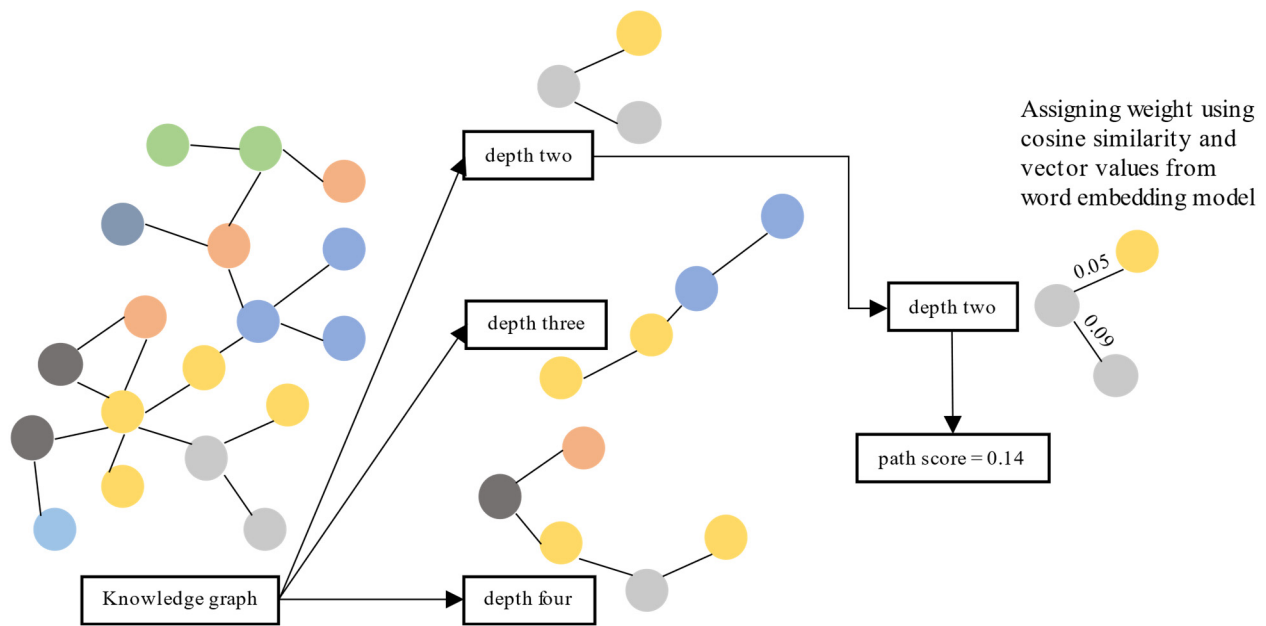 depth two
Assigning weight using
cosine similarity and
vector values from
word embedding model
0.05
depth two
depth three
0.09
path score = 0.14
Knowledge graph
depth four